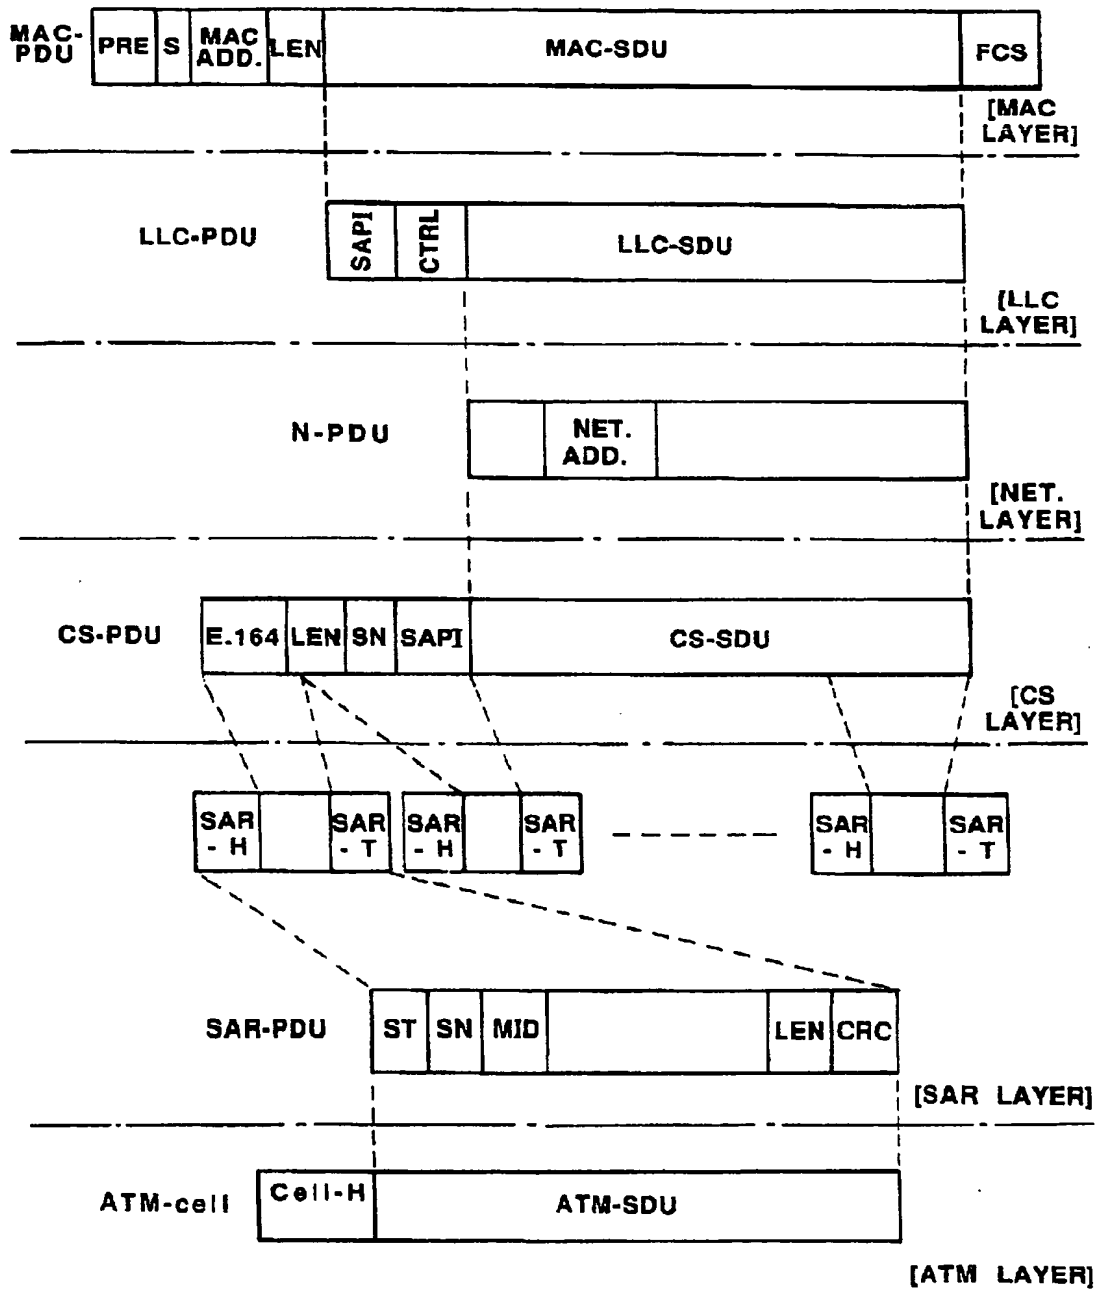 MAC-
PDU
PRE
S
MAC
ADD.
LEN
MAC-SDU
FCS
[MAC
LAYER]
LLC-PDU
SAPI
CTRL
LLC-SDU
[LLC
LAYER]
N-PDU
NET.
ADD.
[NET.
LAYER]
CS-PDU
E.164
LEN
SN
SAPI
CS-SDU
[CS
LAYER]
SAR
- H
SAR
- T
SAR
- H
SAR
- T
SAR
- H
SAR
- T
SAR-PDU
ST
SN
MID
LEN
CRC
[SAR LAYER]
ATM-cell
Cell-H
ATM-SDU
[ATM LAYER]